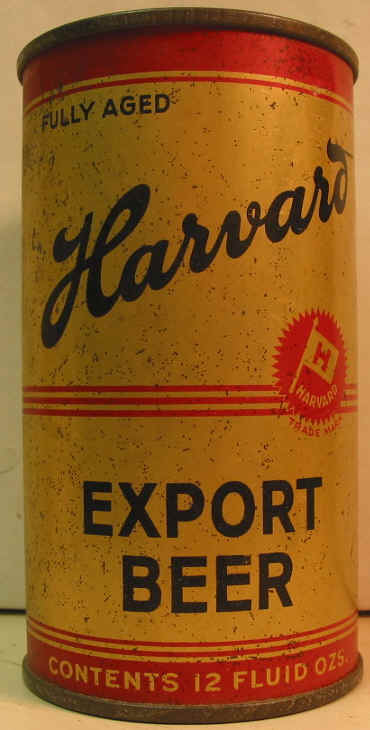 FULLY AGED
Harvard
H
HARVARD
TRADE MARK
EXPORT
BEER
CONTENTS 12 FLUID OZS.